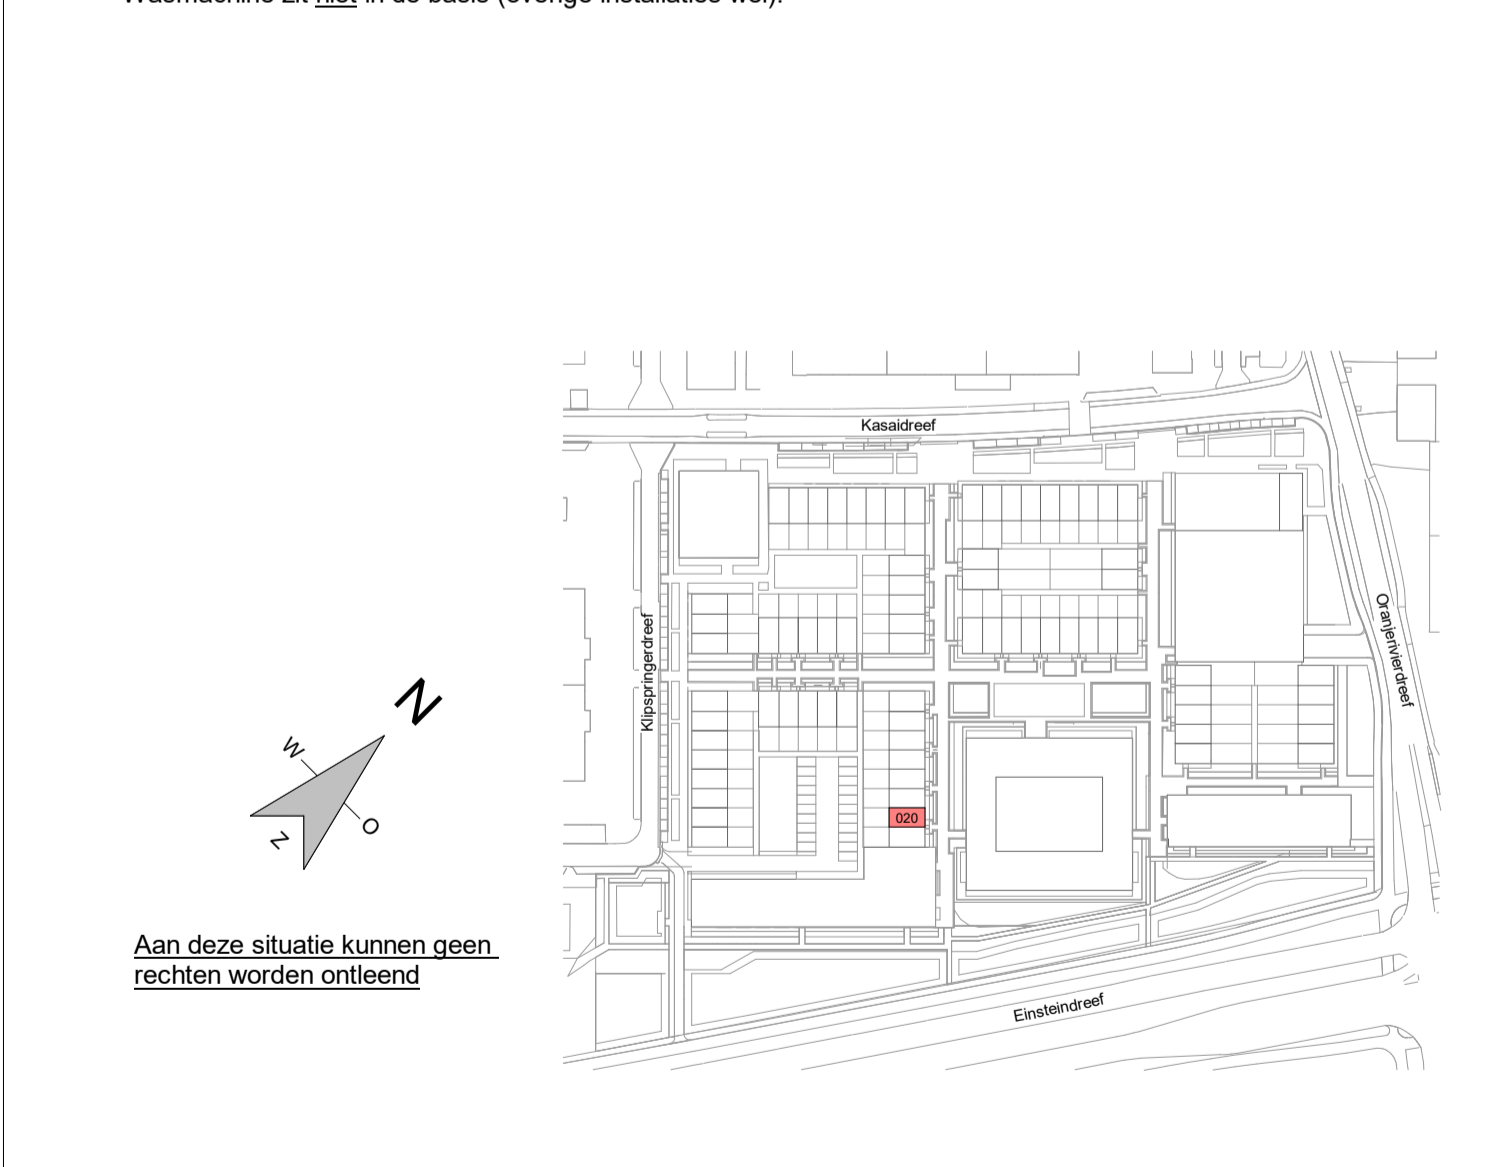 Wasmachine zit niet in de basis (overige installaties wel).
Kasaidreef
Klipspringerdreef
Oranjerivierdreef
N
W
O
Z
020
Aan deze situatie kunnen geen
rechten worden ontleend
Einsteindreef